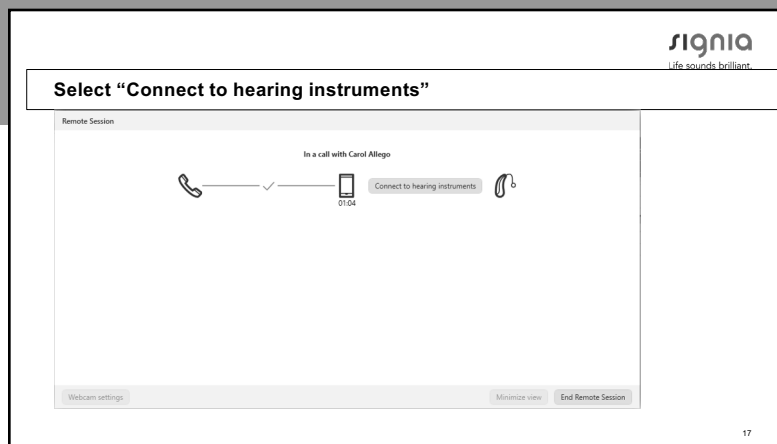 signia
Life sounds brilliant.
Select “Connect to hearing instruments”
Remote Session
In a call with Carol Allego
Connect to hearing instruments
01:04
Webcam settings
Minimize view
End Remote Session
17